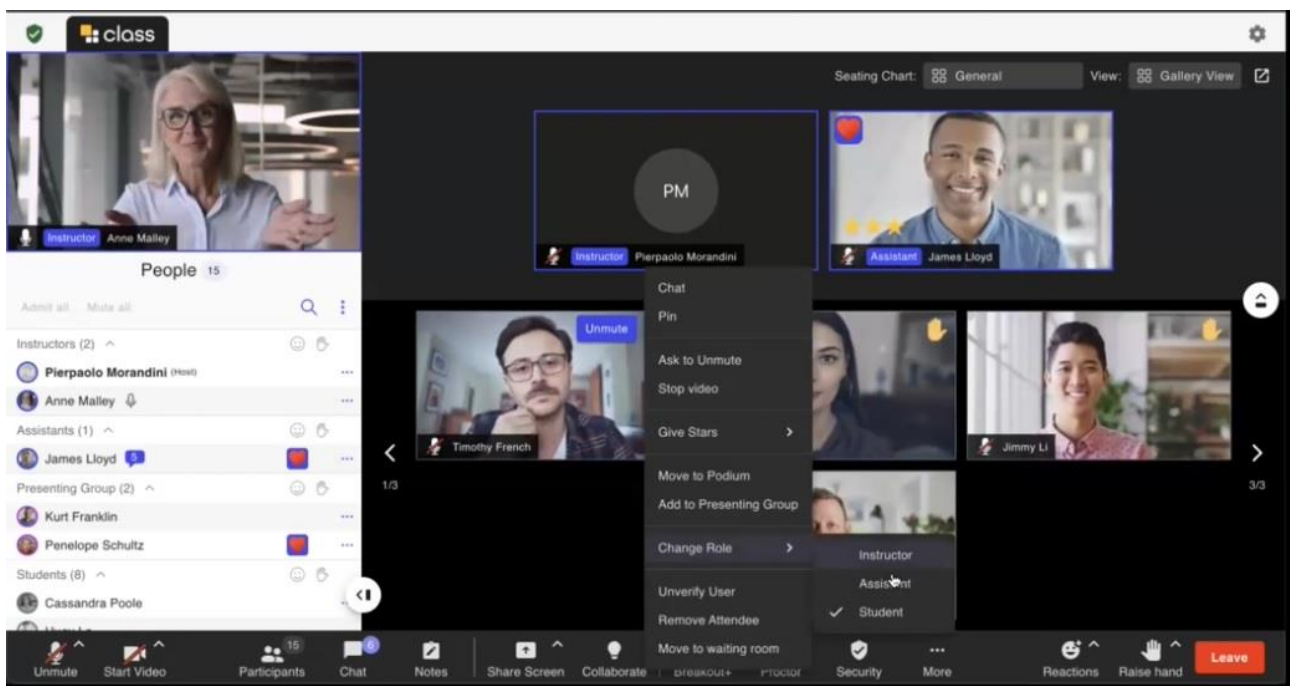 class
Seating Chart: General View: Gallery View
Instructor Anne Malley
PM
Instructor Pierpaolo Morandini
Assistant James Lloyd
People 15
Admit all Mute all
Instructors (2)
Pierpaolo Morandini (Host)
Anne Malley
Assistants (1)
James Lloyd 5
Presenting Group (2)
Kurt Franklin
Penelope Schultz
Students (8)
Cassandra Poole
Unmute
Timothy French
Jimmy Li
1/3
3/3
Chat
Pin
Ask to Unmute
Stop video
Give Stars
Move to Podium
Add to Presenting Group
Change Role
Unverify User
Remove Attendee
Move to waiting room
Instructor
Assistant
Student
Unmute
Start Video
15
Participants
6
Chat
Notes
Share Screen
Collaborate
Breakout+
Proctor
Security
More
Reactions
Raise hand
Leave